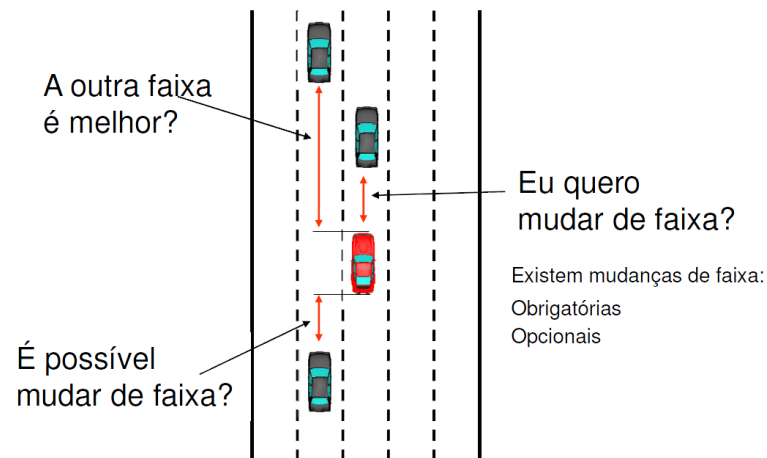 A outra faixa
é melhor?
Eu quero
mudar de faixa?
Existem mudanças de faixa:
Obrigatórias
Opcionais
É possível
mudar de faixa?